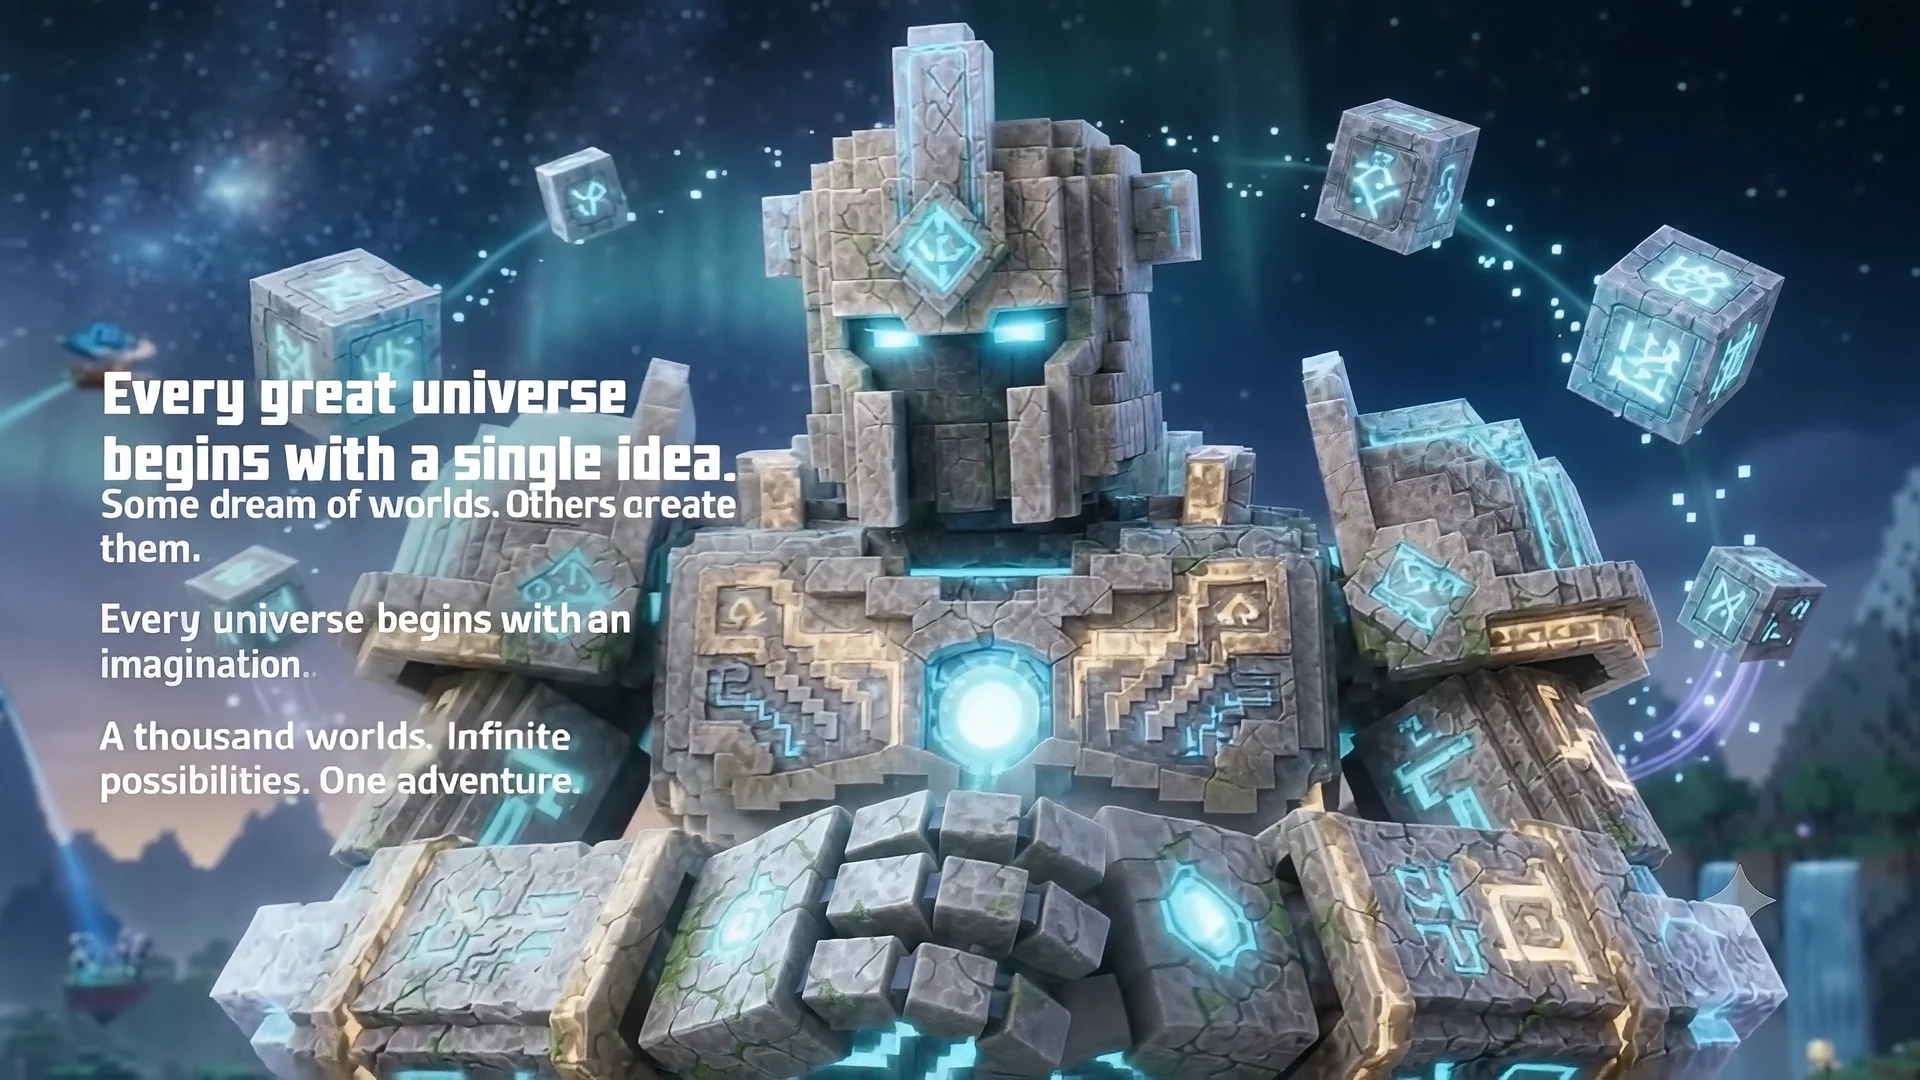 Every great universe
begins with a single idea.
Some dream of worlds. Others create
them.
Every universe begins with an
imagination..
A thousand worlds. Infinite
possibilities. One adventure.